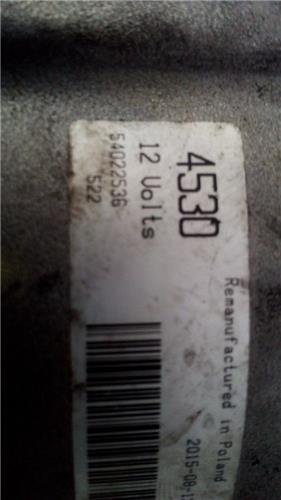 4530
Remanufactured in Poland
12 Volts
54022536
2015-08-1
522